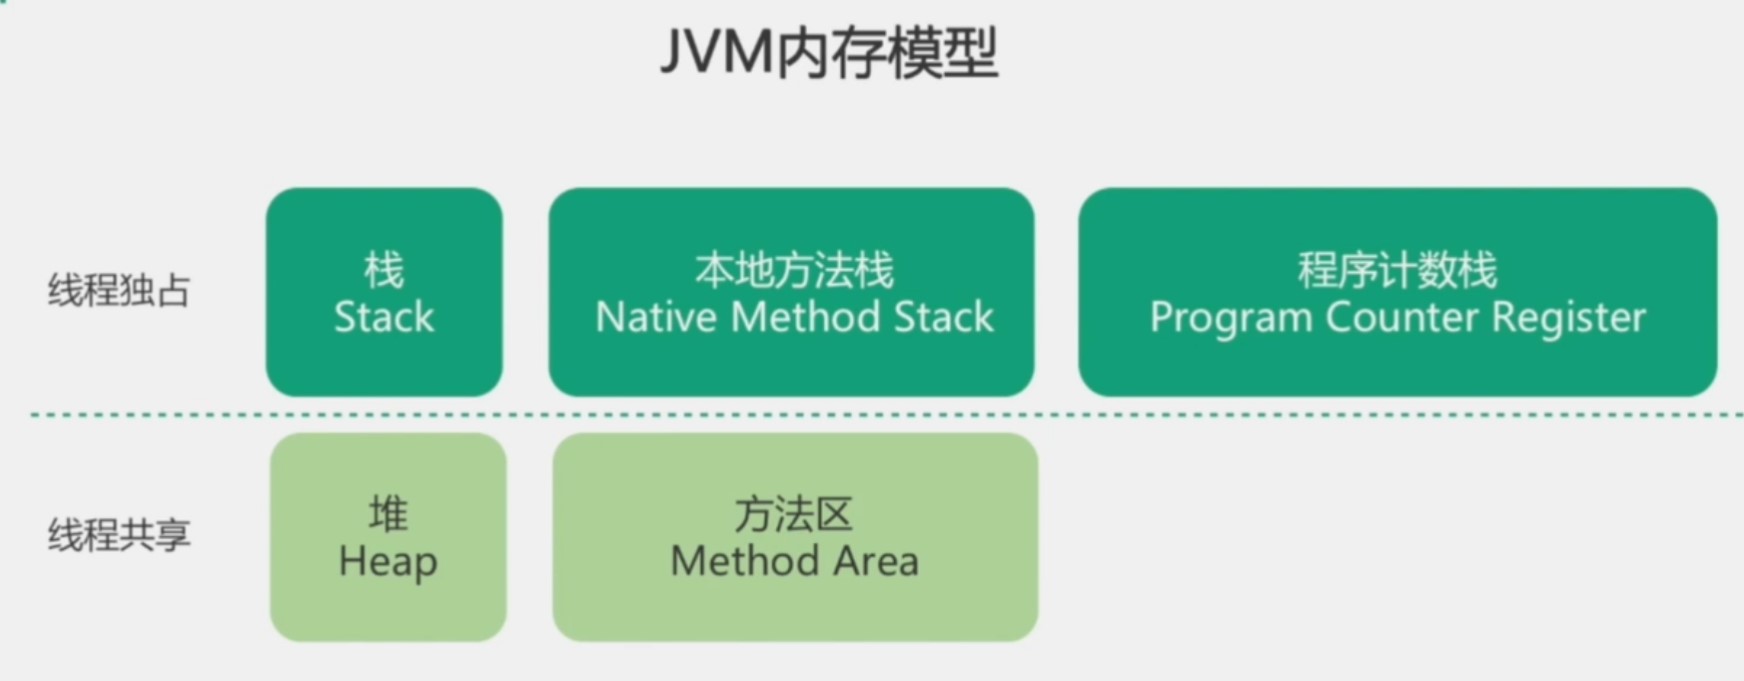 JVM内存模型
线程独占
栈
Stack
本地方法栈
Native Method Stack
程序计数栈
Program Counter Register
线程共享
堆
Heap
方法区
Method Area